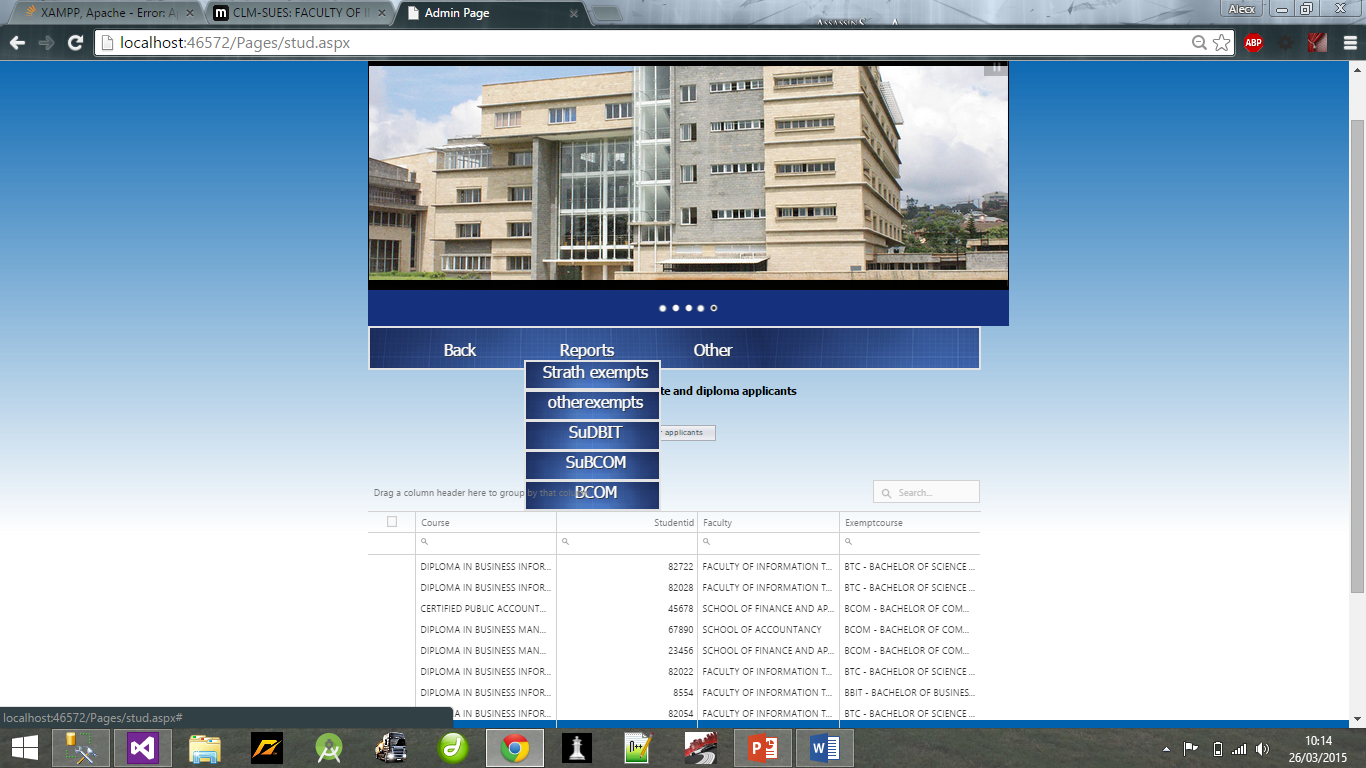 XAMPP, Apache - Error: A
CLM-SUES: FACULTY OF I
Admin Page
Alecx
localhost:46572/Pages/stud.aspx
ABP
Back Reports Other
Strath exempts
te and diploma applicants
otherexempts
applicants
SuDBIT
SuBCOM
BCOM
Drag a column header here to group by that
Search...
Course Studentid Faculty Exemptcourse
DIPLOMA IN BUSINESS INFOR... 82722 FACULTY OF INFORMATION T... BTC - BACHELOR OF SCIENCE ...
DIPLOMA IN BUSINESS INFOR... 82028 FACULTY OF INFORMATION T... BTC - BACHELOR OF SCIENCE ...
CERTIFIED PUBLIC ACCOUNT... 45678 SCHOOL OF FINANCE AND AP... BCOM - BACHELOR OF COM...
DIPLOMA IN BUSINESS MAN... 67890 SCHOOL OF ACCOUNTANCY BCOM - BACHELOR OF COM...
DIPLOMA IN BUSINESS MAN... 23456 SCHOOL OF FINANCE AND AP... BCOM - BACHELOR OF COM...
DIPLOMA IN BUSINESS INFOR... 82022 FACULTY OF INFORMATION T... BTC - BACHELOR OF SCIENCE ...
DIPLOMA IN BUSINESS INFOR... 8554 FACULTY OF INFORMATION T... BBIT - BACHELOR OF BUSINES...
MA IN BUSINESS INFOR... 82054 FACULTY OF INFORMATION T... BTC - BACHELOR OF SCIENCE ...
localhost:46572/Pages/stud.aspx#
10:14
26/03/2015